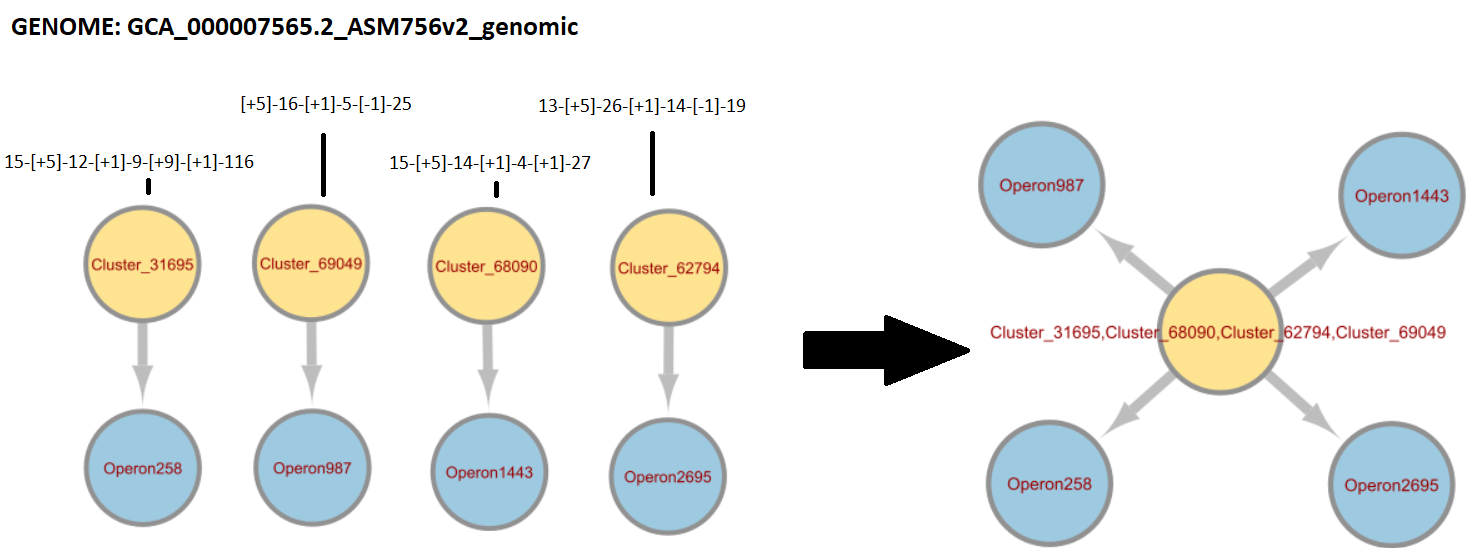 GENOME: GCA_000007565.2_ASM756v2_genomic
[+5]-16-[+1]-5-[-1]-25
13-[+5]-26-[+1]-14-[-1]-19
15-[+5]-12-[+1]-9-[+9]-[+1]-116
15-[+5]-14-[+1]-4-[+1]-27
Cluster_31695
Cluster_69049
Cluster_68090
Cluster_62794
Operon258
Operon987
Operon1443
Operon2695
Operon987
Operon1443
Cluster_31695,Cluster_68090,Cluster_62794,Cluster_69049
Operon258
Operon2695